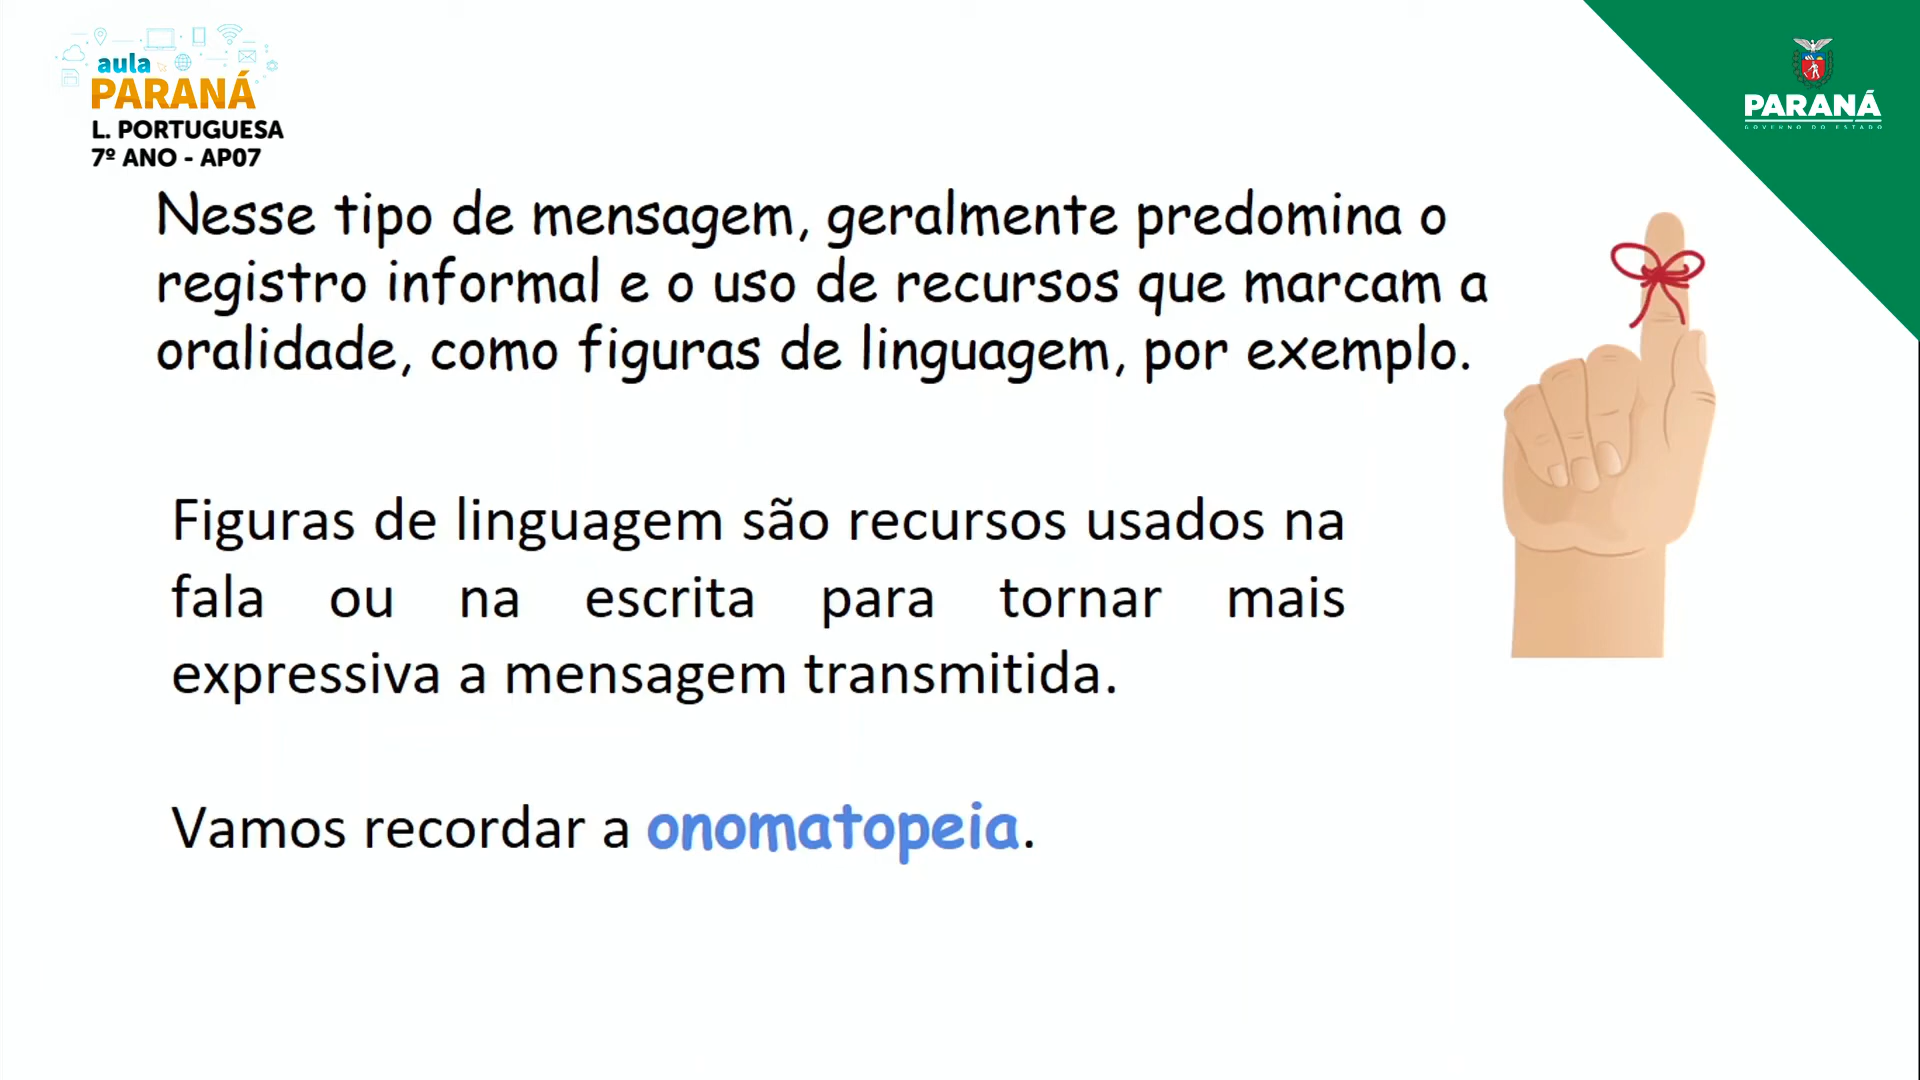 aula
PARANÁ
L. PORTUGUESA
7º ANO - AP07
PARANÁ
GOVERNO DO ESTADO
Nesse tipo de mensagem, geralmente predomina o
registro informal e o uso de recursos que marcam a
oralidade, como figuras de linguagem, por exemplo.
Figuras de linguagem são recursos usados na
fala ou na escrita para tornar mais
expressiva a mensagem transmitida.
Vamos recordar a onomatopeia.